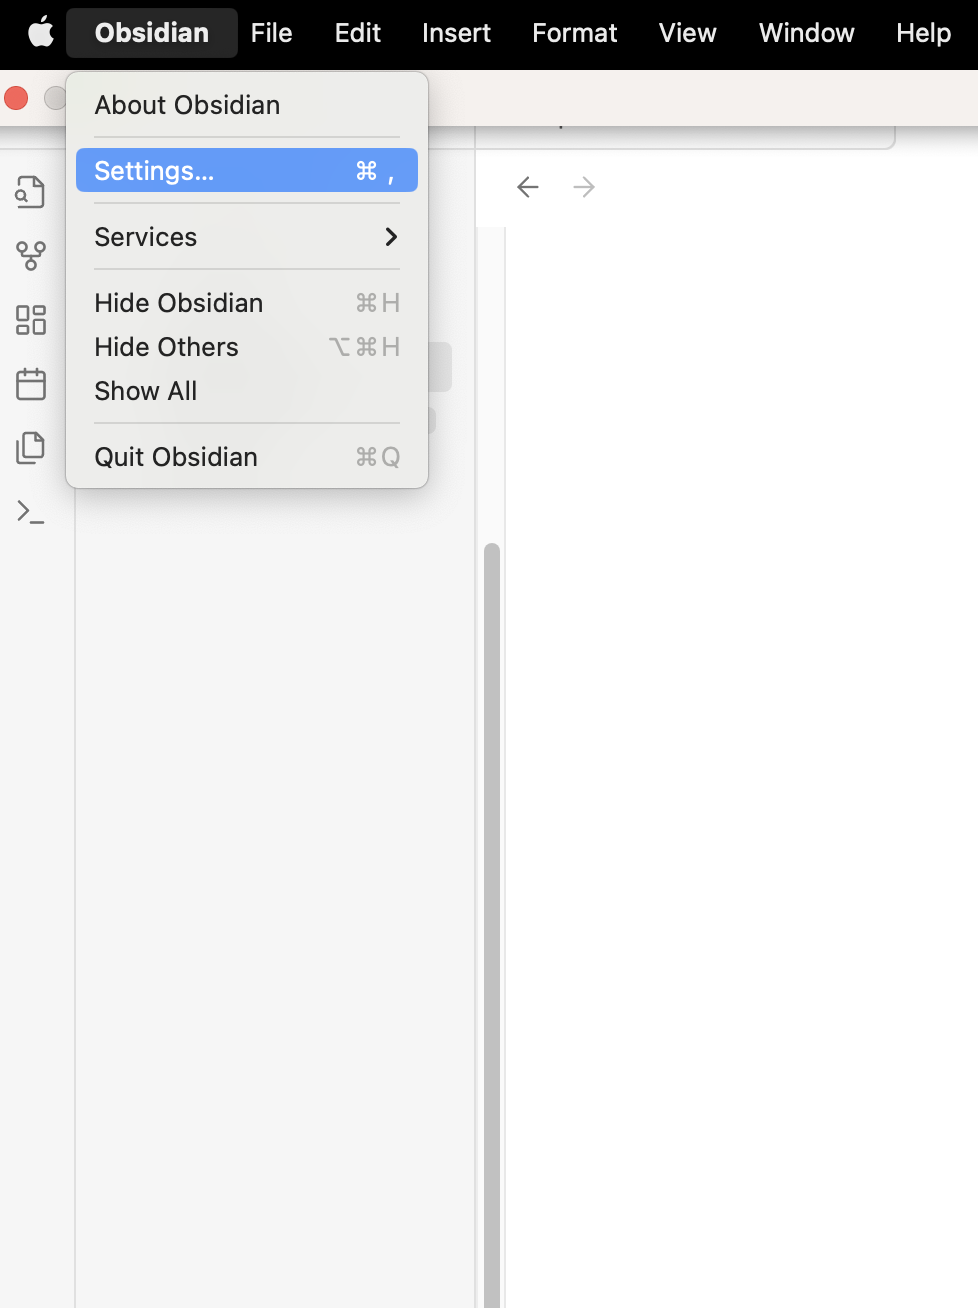 Obsidian File Edit Insert Format View Window Help
About Obsidian
Settings... ⌘ ,
Services
Hide Obsidian ⌘H
Hide Others ⌥⌘H
Show All
Quit Obsidian ⌘Q